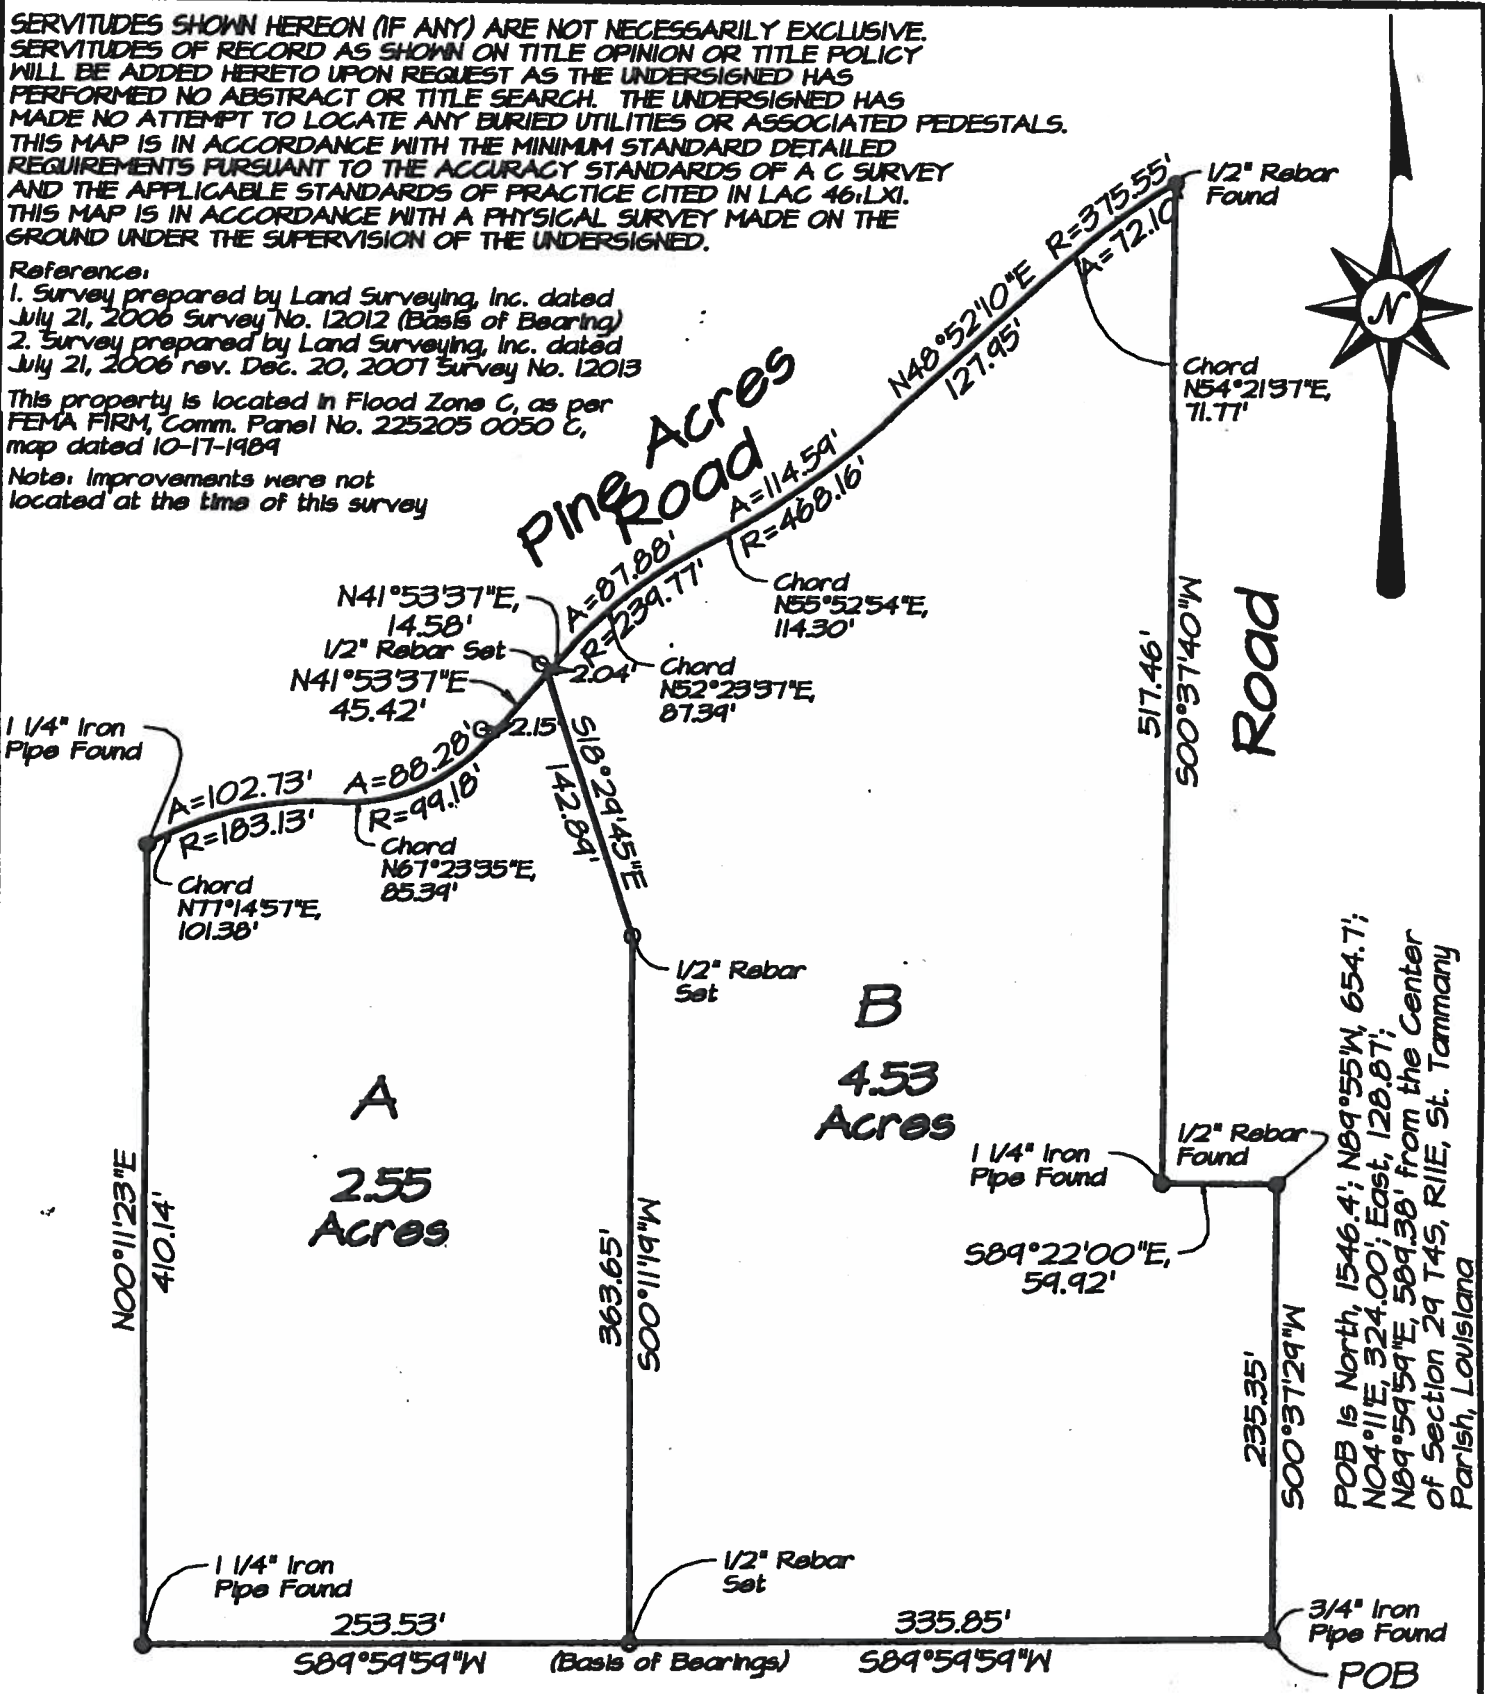 SERVITUDES SHOWN HEREON (IF ANY) ARE NOT NECESSARILY EXCLUSIVE.
SERVITUDES OF RECORD AS SHOWN ON TITLE OPINION OR TITLE POLICY
WILL BE ADDED HERETO UPON REQUEST AS THE UNDERSIGNED HAS
PERFORMED NO ABSTRACT OR TITLE SEARCH. THE UNDERSIGNED HAS
MADE NO ATTEMPT TO LOCATE ANY BURIED UTILITIES OR ASSOCIATED PEDESTALS.
THIS MAP IS IN ACCORDANCE WITH THE MINIMUM STANDARD DETAILED
REQUIREMENTS PURSUANT TO THE ACCURACY STANDARDS OF A C SURVEY
AND THE APPLICABLE STANDARDS OF PRACTICE CITED IN LAC 46:LXI.
THIS MAP IS IN ACCORDANCE WITH A PHYSICAL SURVEY MADE ON THE
GROUND UNDER THE SUPERVISION OF THE UNDERSIGNED.
Reference:
1. Survey prepared by Land Surveying, Inc. dated
July 21, 2006 Survey No. 12012 (Basis of Bearing)
2. Survey prepared by Land Surveying, Inc. dated
July 21, 2006 rev. Dec. 20, 2007 Survey No. 12013
This property is located in Flood Zone C, as per
FEMA FIRM, Comm. Panel No. 225205 0050 C,
map dated 10-17-1989
Note: Improvements were not
located at the time of this survey
N
1/2" Rebar
Found
R=375.55'
A=72.10'
Chord
N54°21'37"E,
71.77'
N48°52'10"E
127.95'
Pine Acres
Road
A=114.59'
R=468.16'
Chord
N55°52'54"E,
114.30'
A=87.88'
R=239.77'
Chord
N52°23'37"E,
87.39'
N41°53'37"E,
14.58'
1/2" Rebar Set
2.04'
N41°53'37"E
45.42'
2.15'
1 1/4" Iron
Pipe Found
A=102.73'
R=183.13'
A=88.28'
R=99.18'
Chord
N67°23'35"E,
85.39'
Chord
N77°14'57"E,
101.38'
S18°29'45"E
142.89'
1/2" Rebar
Set
517.46'
S00°37'40"W
Road
A
2.55
Acres
B
4.53
Acres
N00°11'23"E
410.14'
363.65'
S00°11'19"W
1 1/4" Iron
Pipe Found
1/2" Rebar
Found
S89°22'00"E,
59.92'
235.35'
S00°37'29"W
POB is North, 1546.4'; N89°55'W, 654.7';
N04°11'E, 324.00'; East, 128.87';
N89°59'59"E, 589.38' from the Center
of Section 29 T4S, R11E, St. Tammany
Parish, Louisiana
1 1/4" Iron
Pipe Found
1/2" Rebar
Set
3/4" Iron
Pipe Found
POB
253.53'
S89°59'59"W
(Basis of Bearings)
335.85'
S89°59'59"W